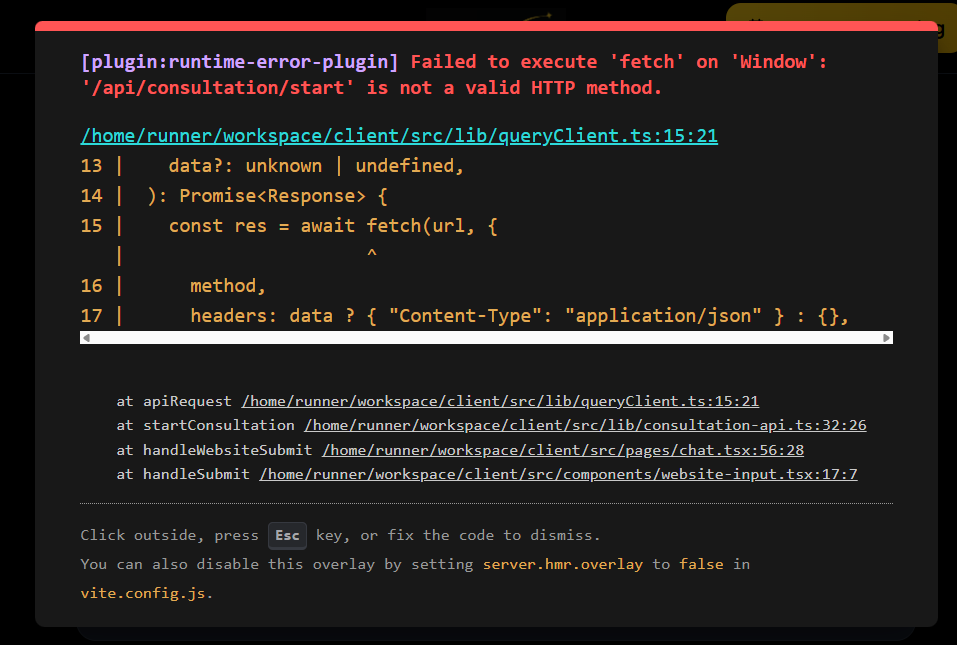 [plugin:runtime-error-plugin] Failed to execute 'fetch' on 'Window':
'/api/consultation/start' is not a valid HTTP method.
/home/runner/workspace/client/src/lib/queryClient.ts:15:21
13 |    data?: unknown | undefined,
14 |  ): Promise<Response> {
15 |    const res = await fetch(url, {
   |                      ^
16 |      method,
17 |      headers: data ? { "Content-Type": "application/json" } : {},
at apiRequest /home/runner/workspace/client/src/lib/queryClient.ts:15:21
at startConsultation /home/runner/workspace/client/src/lib/consultation-api.ts:32:26
at handleWebsiteSubmit /home/runner/workspace/client/src/pages/chat.tsx:56:28
at handleSubmit /home/runner/workspace/client/src/components/website-input.tsx:17:7
Click outside, press Esc key, or fix the code to dismiss.
You can also disable this overlay by setting server.hmr.overlay to false in
vite.config.js.